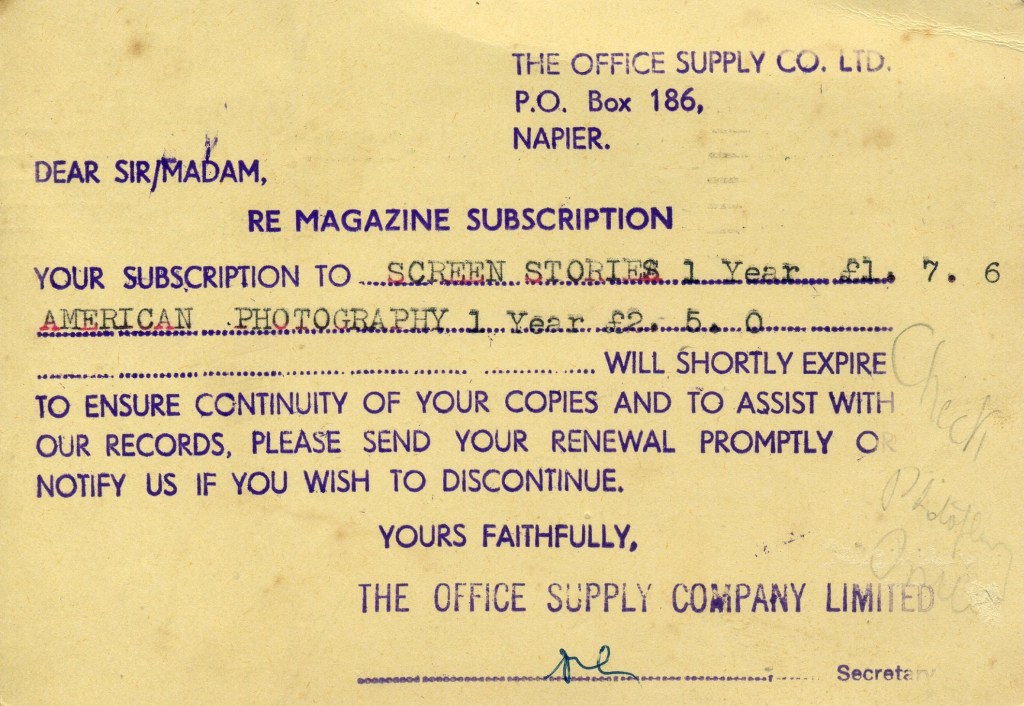 THE OFFICE SUPPLY CO. LTD.
P.O. Box 186,
NAPIER.
DEAR SIR/MADAM,
RE MAGAZINE SUBSCRIPTION
YOUR SUBSCRIPTION TO SCREEN STORIES 1 Year £1. 7. 6
AMERICAN PHOTOGRAPHY 1 Year £2. 5. 0
WILL SHORTLY EXPIRE
TO ENSURE CONTINUITY OF YOUR COPIES AND TO ASSIST WITH
OUR RECORDS, PLEASE SEND YOUR RENEWAL PROMPTLY OR
NOTIFY US IF YOU WISH TO DISCONTINUE.
Check
YOURS FAITHFULLY,
THE OFFICE SUPPLY COMPANY LIMITED
Secretary